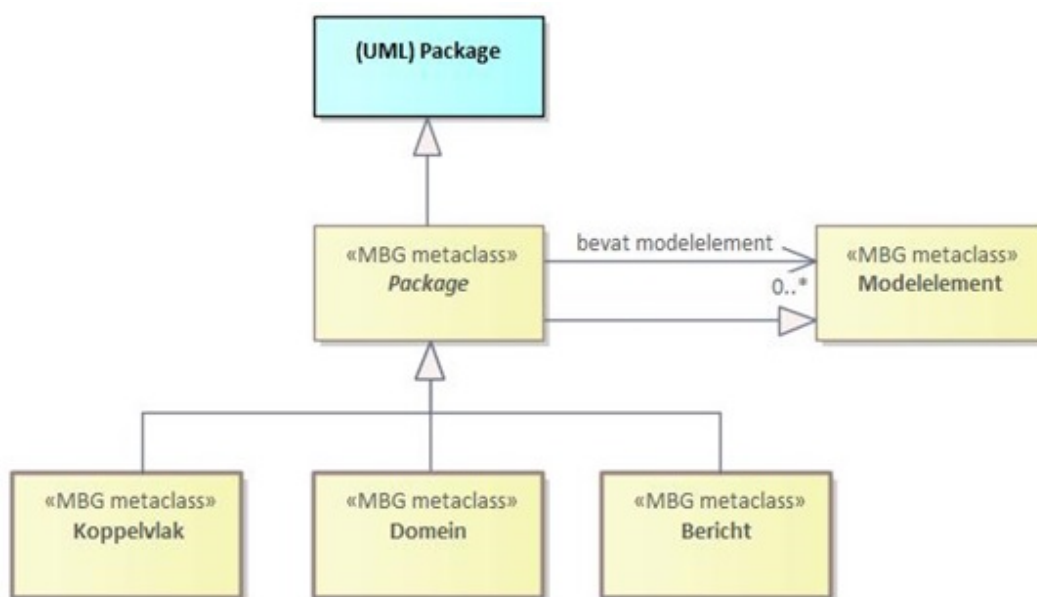 (UML) Package
«MBG metaclass»
Package
bevat modelelement
0..*
«MBG metaclass»
Modelelement
«MBG metaclass»
Koppelvlak
«MBG metaclass»
Domein
«MBG metaclass»
Bericht